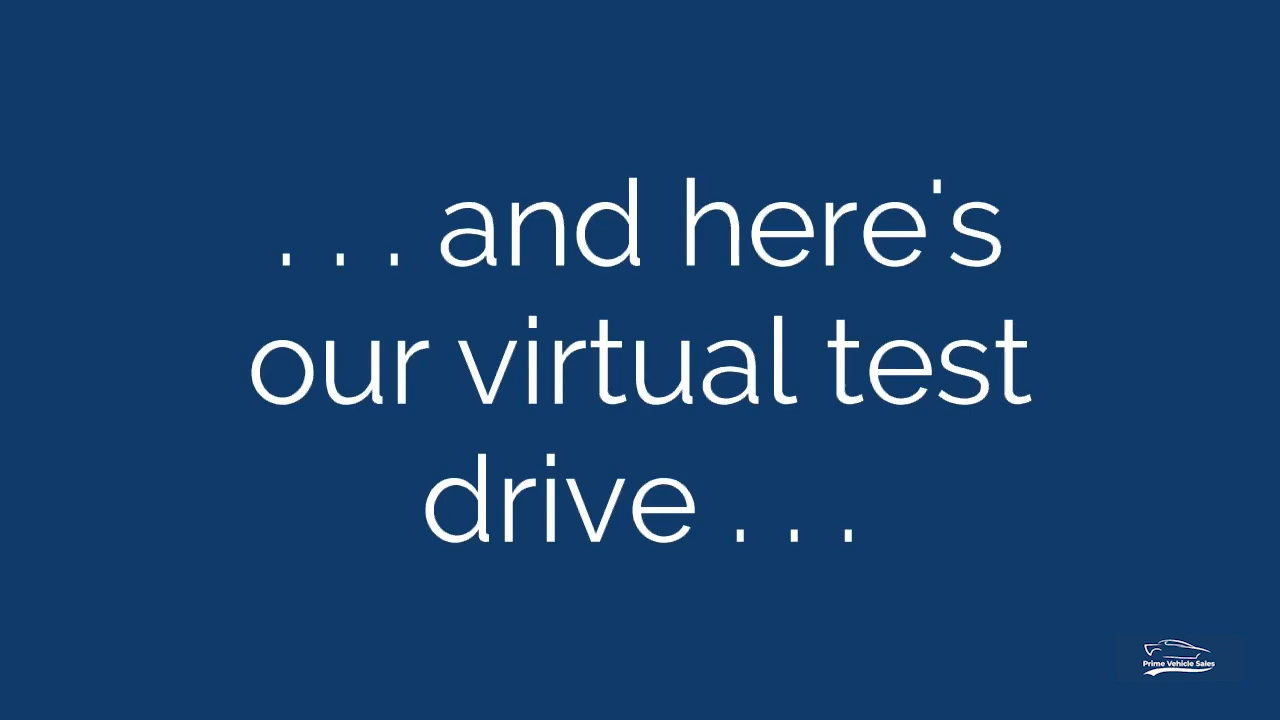 . . . and here's
our virtual test
drive . . .
Prime Vehicle Sales